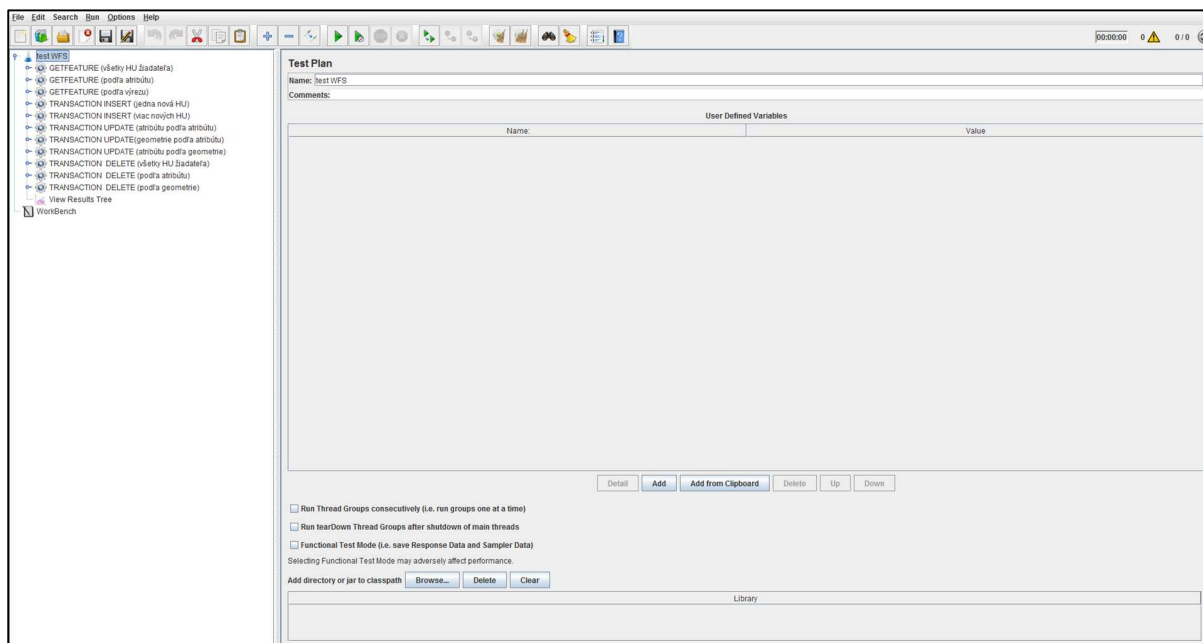 File Edit Search Run Options Help
00:00:00 0 0 / 0
test WFS
GETFEATURE (všetky HU žiadateľa)
GETFEATURE (podľa atribútu)
GETFEATURE (podľa výrezu)
TRANSACTION INSERT (jedna nová HU)
TRANSACTION INSERT (viac nových HU)
TRANSACTION UPDATE (atribútu podľa atribútu)
TRANSACTION UPDATE(geometrie podľa atribútu)
TRANSACTION UPDATE (atribútu podľa geometrie)
TRANSACTION DELETE (všetky HU žiadateľa)
TRANSACTION DELETE (podľa atribútu)
TRANSACTION DELETE (podľa geometrie)
View Results Tree
WorkBench
Test Plan
Name: test WFS
Comments:
User Defined Variables
Name: Value
Detail Add Add from Clipboard Delete Up Down
Run Thread Groups consecutively (i.e. run groups one at a time)
Run tearDown Thread Groups after shutdown of main threads
Functional Test Mode (i.e. save Response Data and Sampler Data)
Selecting Functional Test Mode may adversely affect performance.
Add directory or jar to classpath Browse... Delete Clear
Library